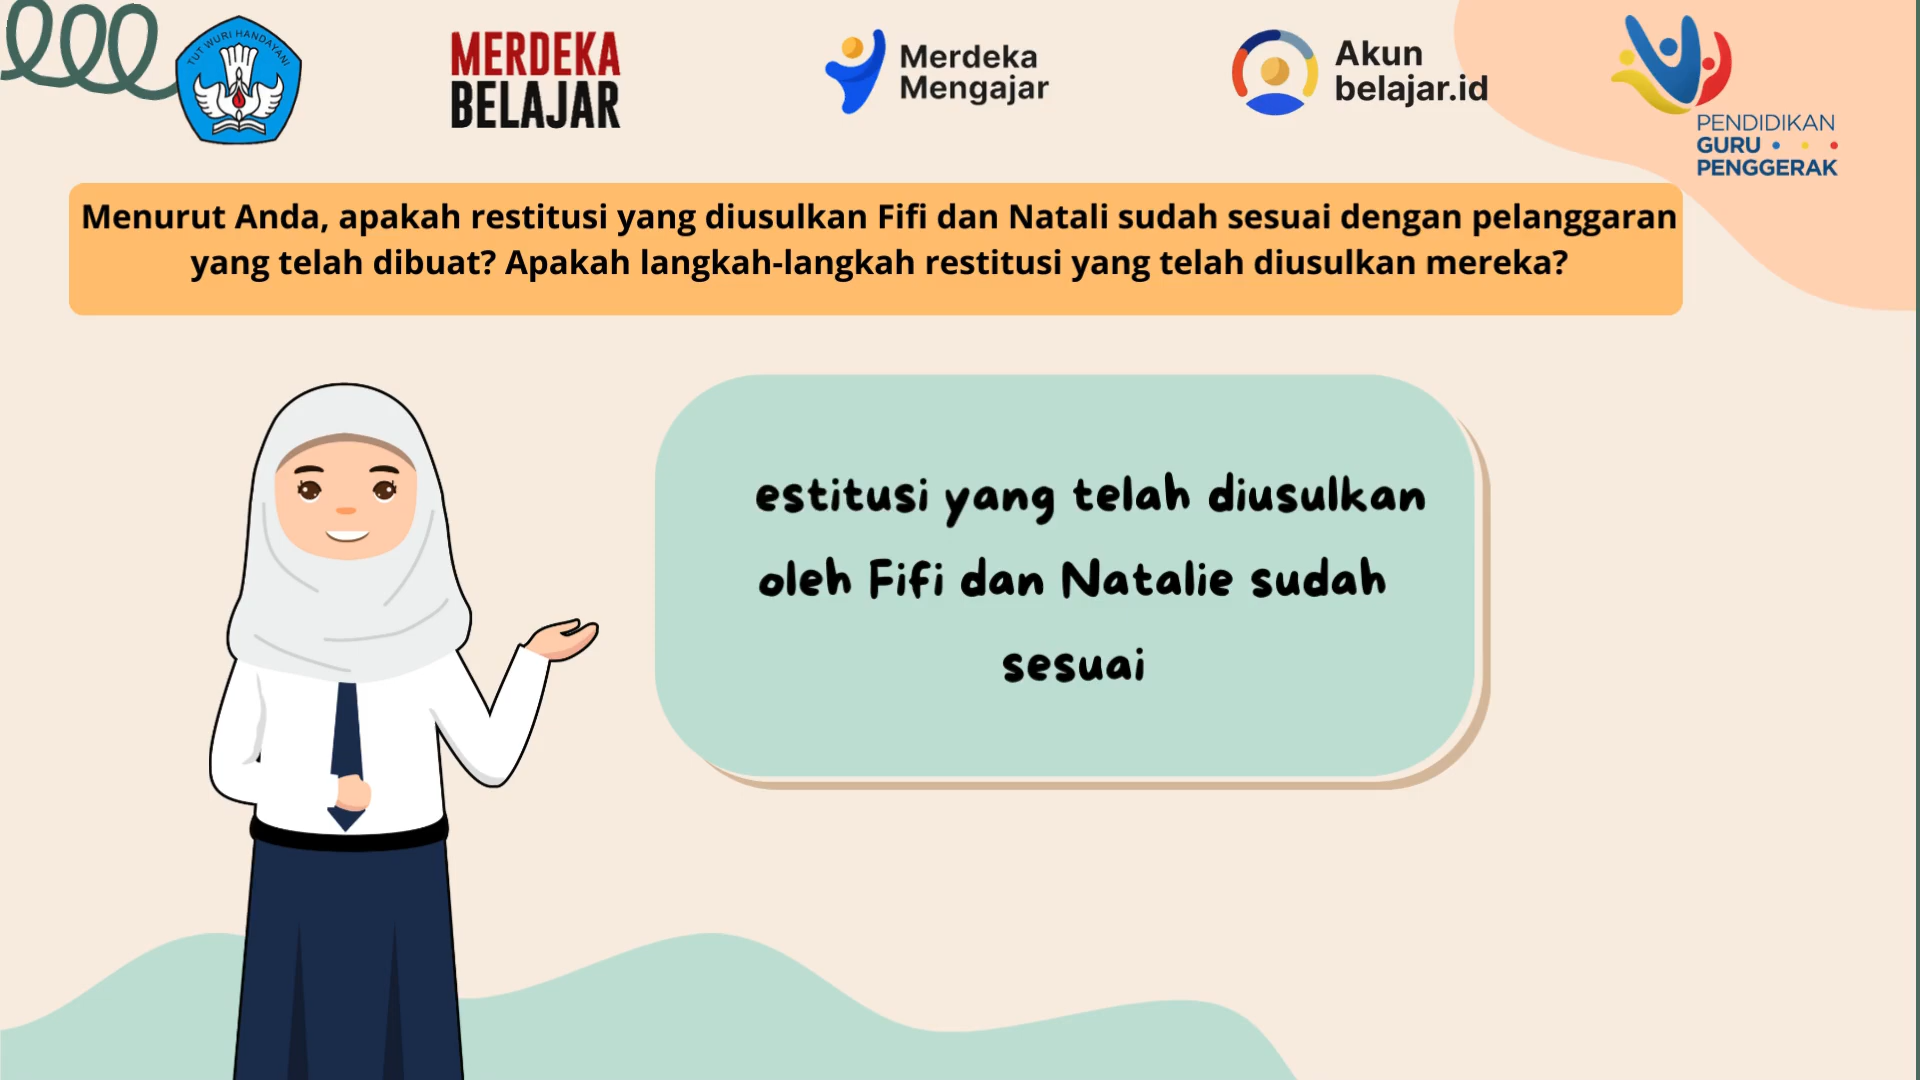 TUT WURI HANDAYANI
MERDEKA
BELAJAR
Merdeka
Mengajar
Akun
belajar.id
PENDIDIKAN
GURU
PENGGERAK
Menurut Anda, apakah restitusi yang diusulkan Fifi dan Natali sudah sesuai dengan pelanggaran
yang telah dibuat? Apakah langkah-langkah restitusi yang telah diusulkan mereka?
estitusi yang telah diusulkan
oleh Fifi dan Natalie sudah
sesuai